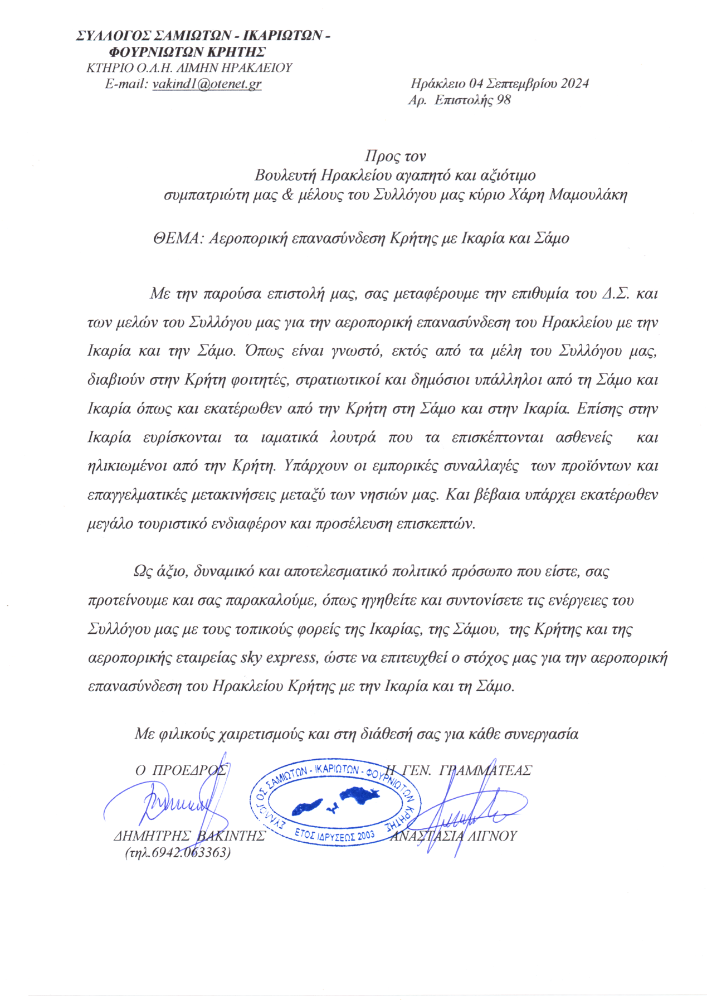 ΣΥΛΛΟΓΟΣ ΣΑΜΙΩΤΩΝ - ΙΚΑΡΙΩΤΩΝ -
ΦΟΥΡΝΙΩΤΩΝ ΚΡΗΤΗΣ
ΚΤΗΡΙΟ Ο.Λ.Η. ΛΙΜΗΝ ΗΡΑΚΛΕΙΟΥ
E-mail: vakind1@otenet.gr
Ηράκλειο 04 Σεπτεμβρίου 2024
Αρ. Επιστολής 98
Προς τον
Βουλευτή Ηρακλείου αγαπητό και αξιότιμο
συμπατριώτη μας & μέλους του Συλλόγου μας κύριο Χάρη Μαμουλάκη
ΘΕΜΑ: Αεροπορική επανασύνδεση Κρήτης με Ικαρία και Σάμο
Με την παρούσα επιστολή μας, σας μεταφέρουμε την επιθυμία του Δ.Σ. και
των μελών του Συλλόγου μας για την αεροπορική επανασύνδεση του Ηρακλείου με την
Ικαρία και την Σάμο. Όπως είναι γνωστό, εκτός από τα μέλη του Συλλόγου μας,
διαβιούν στην Κρήτη φοιτητές, στρατιωτικοί και δημόσιοι υπάλληλοι από τη Σάμο και
Ικαρία όπως και εκατέρωθεν από την Κρήτη στη Σάμο και στην Ικαρία. Επίσης στην
Ικαρία ευρίσκονται τα ιαματικά λουτρά που τα επισκέπτονται ασθενείς και
ηλικιωμένοι από την Κρήτη. Υπάρχουν οι εμπορικές συναλλαγές των προϊόντων και
επαγγελματικές μετακινήσεις μεταξύ των νησιών μας. Και βέβαια υπάρχει εκατέρωθεν
μεγάλο τουριστικό ενδιαφέρον και προσέλευση επισκεπτών.
Ως άξιο, δυναμικό και αποτελεσματικό πολιτικό πρόσωπο που είστε, σας
προτείνουμε και σας παρακαλούμε, όπως ηγηθείτε και συντονίσετε τις ενέργειες του
Συλλόγου μας με τους τοπικούς φορείς της Ικαρίας, της Σάμου, της Κρήτης και της
αεροπορικής εταιρείας sky express, ώστε να επιτευχθεί ο στόχος μας για την αεροπορική
επανασύνδεση του Ηρακλείου Κρήτης με την Ικαρία και τη Σάμο.
Με φιλικούς χαιρετισμούς και στη διάθεσή σας για κάθε συνεργασία
Ο ΠΡΟΕΔΡΟΣ
Η ΓΕΝ. ΓΡΑΜΜΑΤΕΑΣ
ΣΥΛΛΟΓΟΣ ΣΑΜΙΩΤΩΝ - ΙΚΑΡΙΩΤΩΝ - ΦΟΥΡΝΙΩΤΩΝ ΚΡΗΤΗΣ
ΕΤΟΣ ΙΔΡΥΣΕΩΣ 2003
ΔΗΜΗΤΡΗΣ ΒΑΚΙΝΤΗΣ
ΑΝΑΣΤΑΣΙΑ ΛΙΓΝΟΥ
(τηλ.6942.063363)